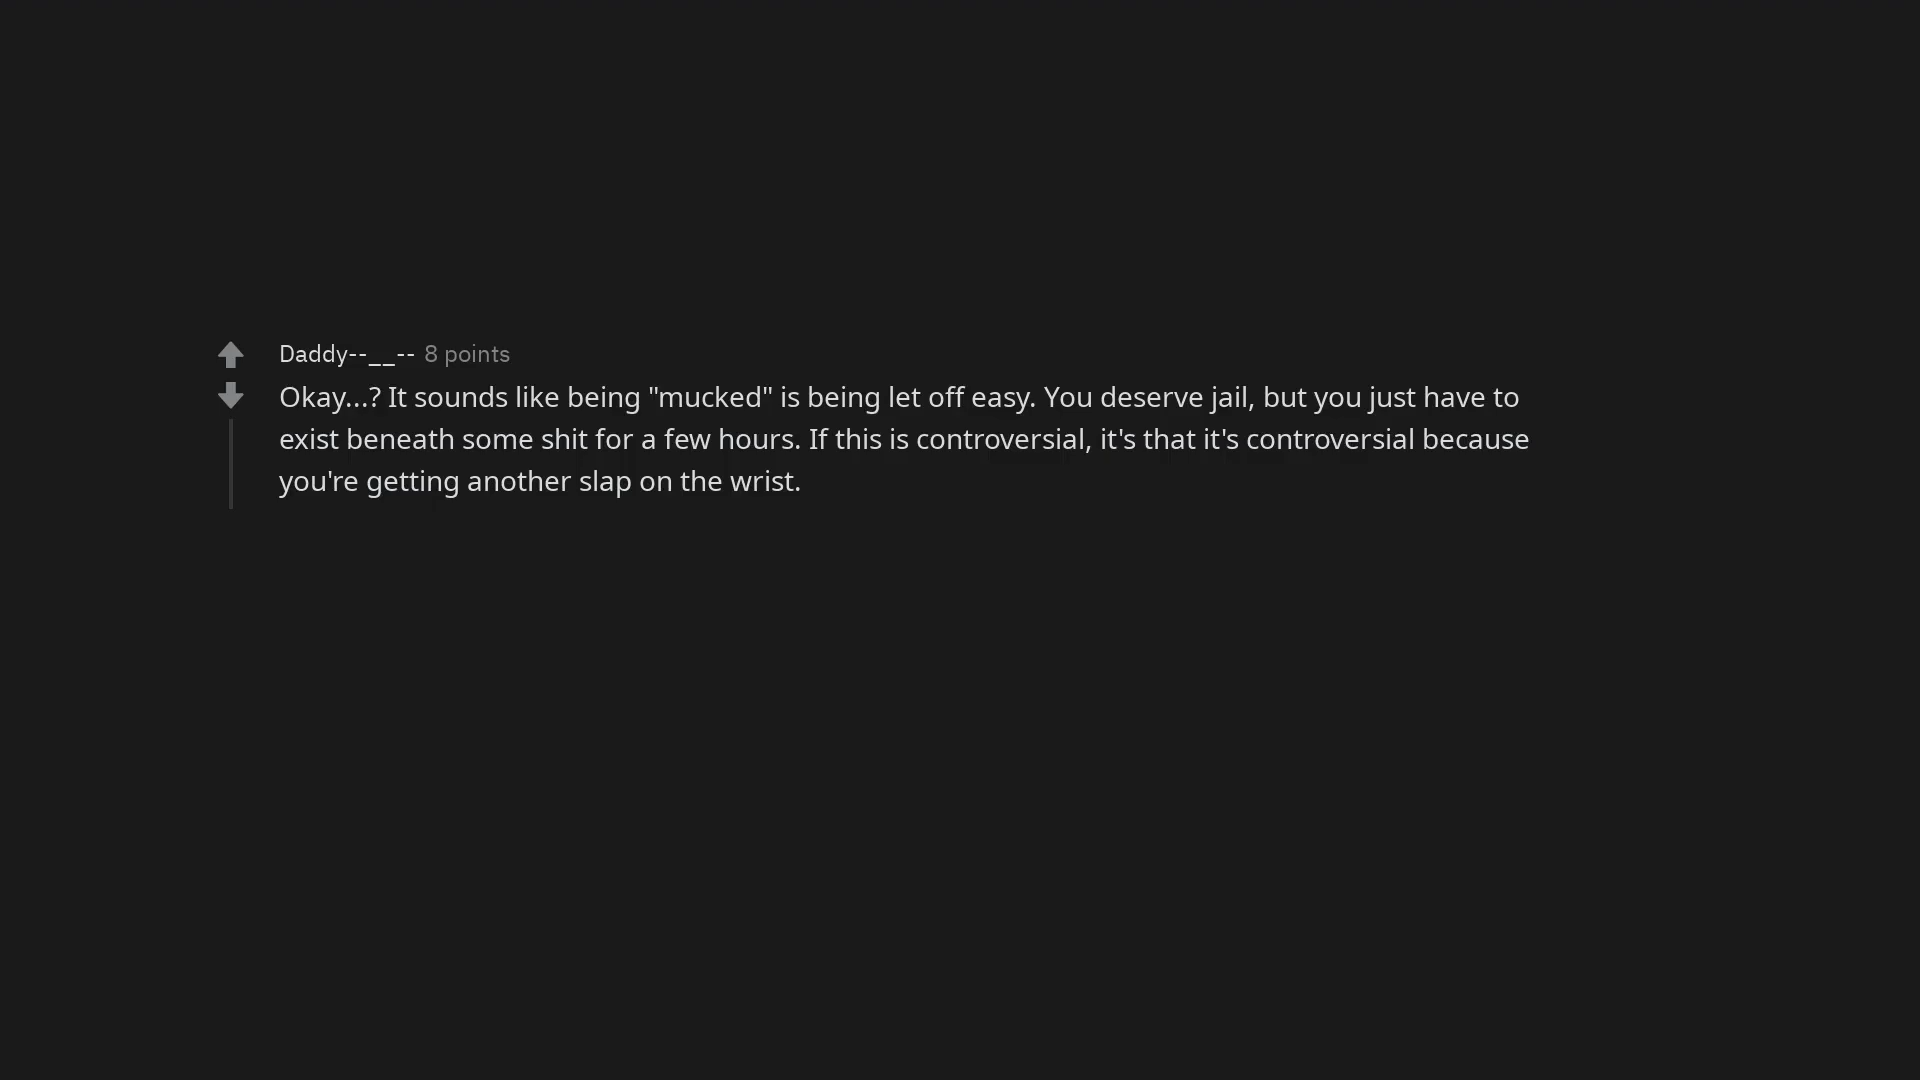 Daddy--__-- 8 points
Okay...? It sounds like being "mucked" is being let off easy. You deserve jail, but you just have to
exist beneath some shit for a few hours. If this is controversial, it's that it's controversial because
you're getting another slap on the wrist.